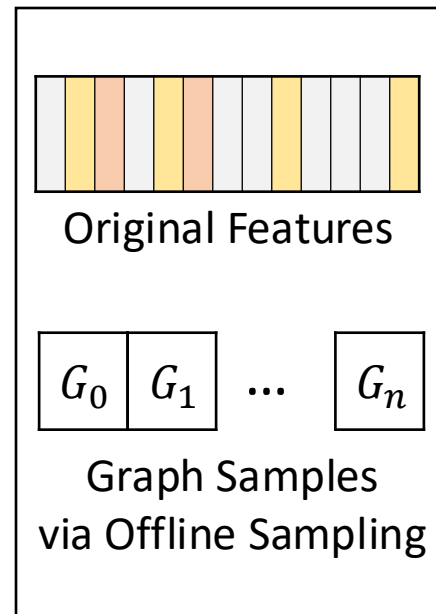 Original Features
G₀ G₁ ... Gₙ
Graph Samples
via Offline Sampling